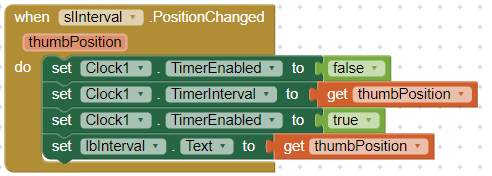 when slInterval .PositionChanged
thumbPosition
do set Clock1 . TimerEnabled to false
set Clock1 . TimerInterval to get thumbPosition
set Clock1 . TimerEnabled to true
set lbInterval . Text to get thumbPosition